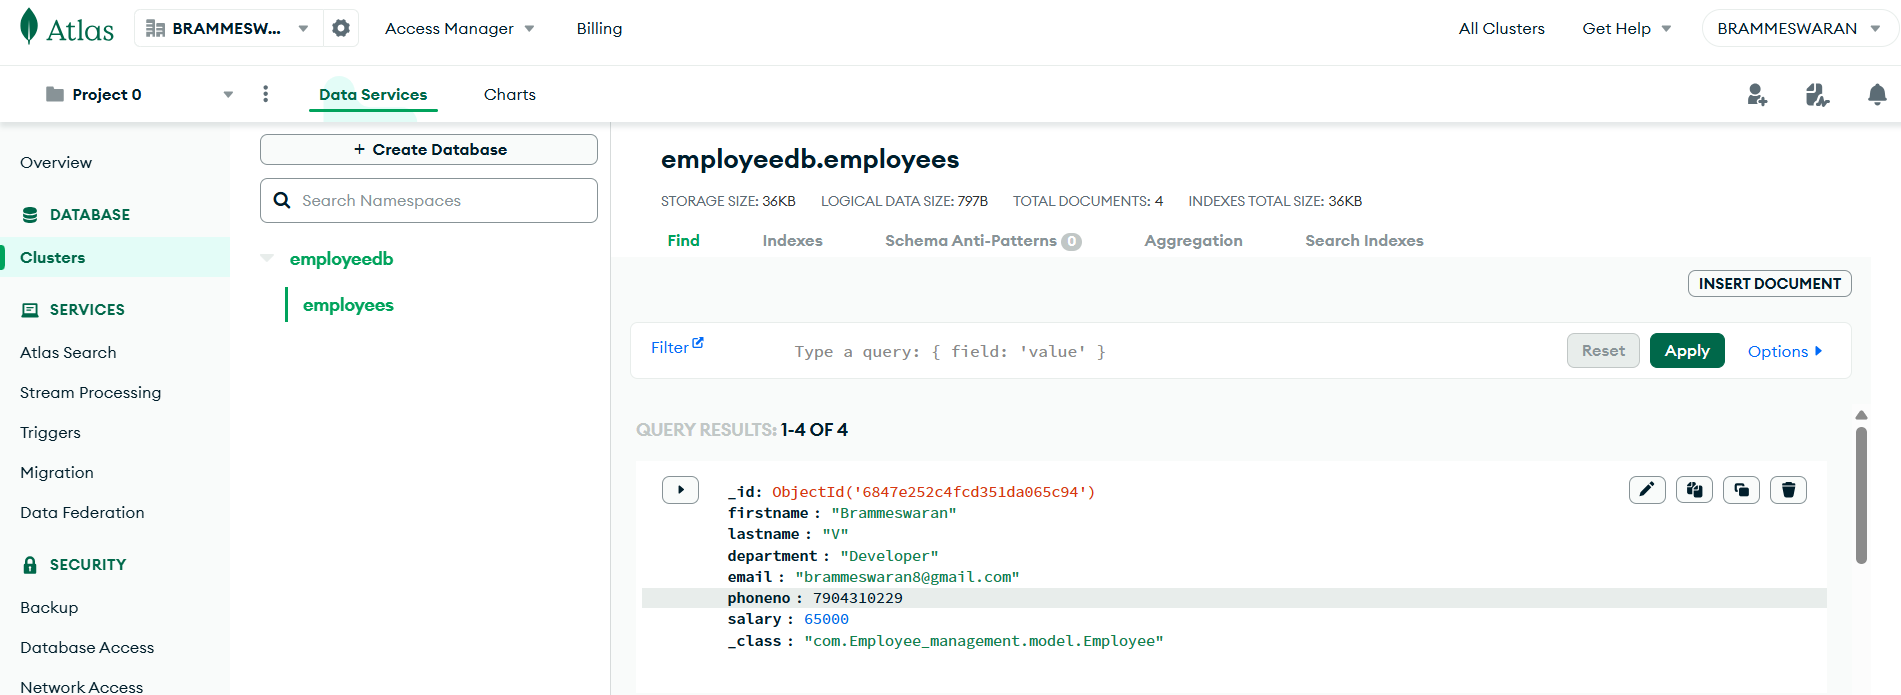 Atlas
BRAMMESW...
Access Manager
Billing
All Clusters
Get Help
BRAMMESWARAN
Project 0
Data Services
Charts
Overview
DATABASE
Clusters
SERVICES
Atlas Search
Stream Processing
Triggers
Migration
Data Federation
SECURITY
Backup
Database Access
Network Access
+ Create Database
Search Namespaces
employeedb
employees
employeedb.employees
STORAGE SIZE: 36KB LOGICAL DATA SIZE: 797B TOTAL DOCUMENTS: 4 INDEXES TOTAL SIZE: 36KB
Find Indexes Schema Anti-Patterns 0 Aggregation Search Indexes
INSERT DOCUMENT
Filter Type a query: { field: 'value' } Reset Apply Options
QUERY RESULTS: 1-4 OF 4
_id: ObjectId('6847e252c4fcd351da065c94')
firstname : "Brammeswaran"
lastname : "V"
department : "Developer"
email : "brammeswaran8@gmail.com"
phoneno : 7904310229
salary : 65000
_class : "com.Employee_management.model.Employee"